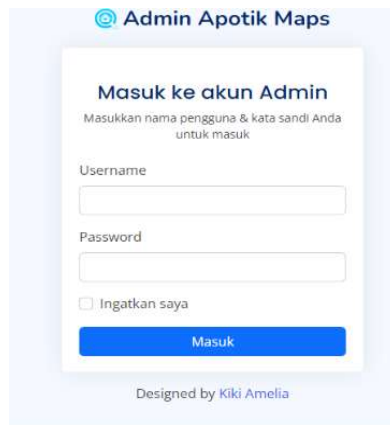 Admin Apotik Maps
Masuk ke akun Admin
Masukkan nama pengguna & kata sandi Anda
untuk masuk
Username
Password
Ingatkan saya
Masuk
Designed by Kiki Amelia